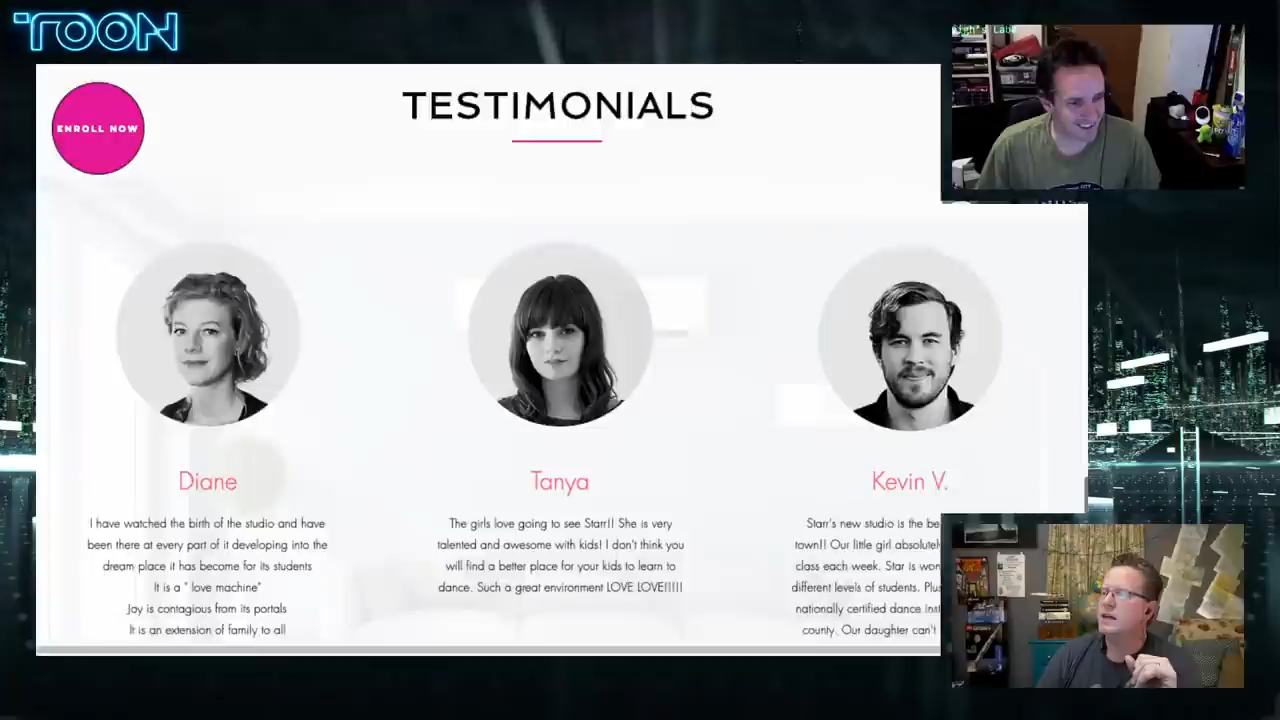 TOON
ENROLL NOW
TESTIMONIALS
Diane
I have watched the birth of the studio and have
been there at every part of it developing into the
dream place it has become for its students
It is a " love machine"
Joy is contagious from its portals
It is an extension of family to all
Tanya
The girls love going to see Starr!! She is very
talented and awesome with kids! I don't think you
will find a better place for your kids to learn to
dance. Such a great environment LOVE LOVE!!!!!
Kevin V.
Starr's new studio is the
town!! Our little girl
class each week. Star is
different levels of students.
nationally certified dance
county. Our daughter can't